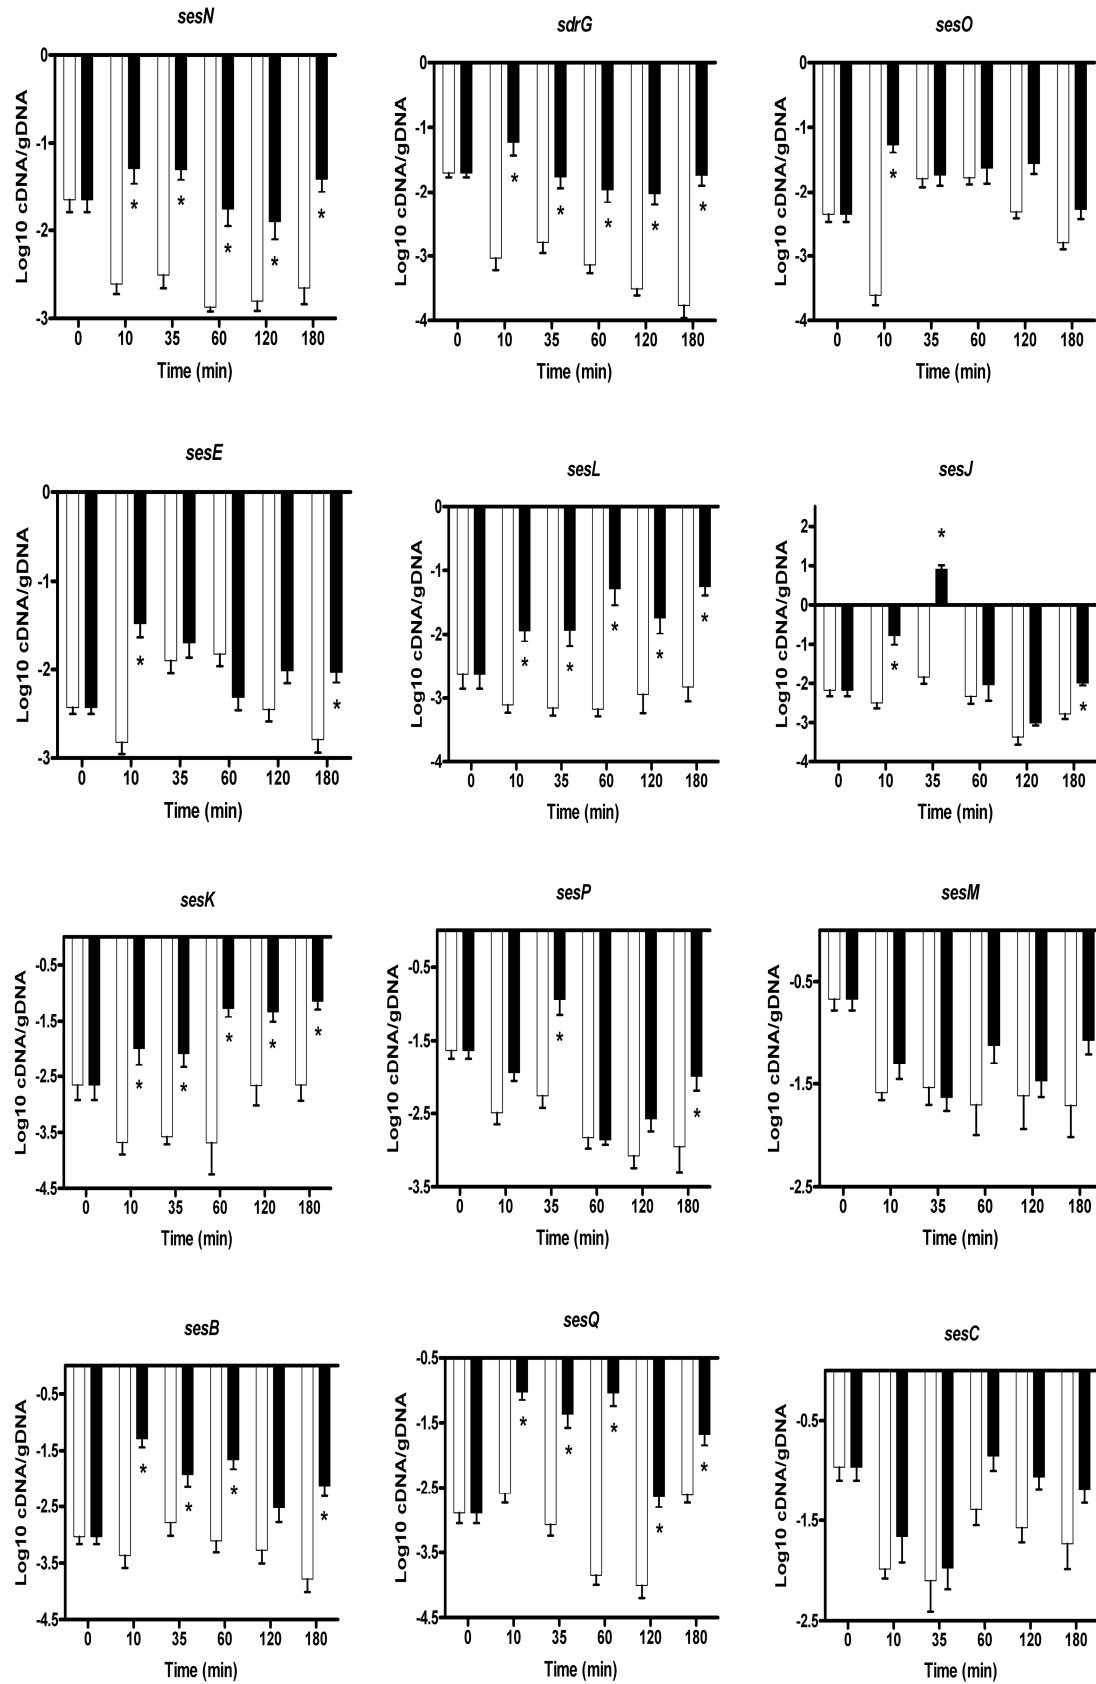 sesN
sdrG
sesO
Log10 cDNA/gDNA
0
-1
-2
-3
*
*
*
*
*
0 10 35 60 120 180
Time (min)
Log10 cDNA/gDNA
0
-1
-2
-3
-4
*
*
*
*
*
0 10 35 60 120 180
Time (min)
Log10 cDNA/gDNA
0
-1
-2
-3
-4
*
0 10 35 60 120 180
Time (min)
sesE
sesL
sesJ
Log10 cDNA/gDNA
0
-1
-2
-3
*
*
0 10 35 60 120 180
Time (min)
Log10 cDNA/gDNA
0
-1
-2
-3
-4
*
*
*
*
*
0 10 35 60 120 180
Time (min)
Log10 cDNA/gDNA
2
1
0
-1
-2
-3
-4
*
*
*
0 10 35 60 120 180
Time (min)
sesK
sesP
sesM
Log10 cDNA/gDNA
-0.5
-1.5
-2.5
-3.5
-4.5
*
*
*
*
*
0 10 35 60 120 180
Time (min)
Log10 cDNA/gDNA
-0.5
-1.5
-2.5
-3.5
*
*
0 10 35 60 120 180
Time (min)
Log10 cDNA/gDNA
-0.5
-1.5
-2.5
0 10 35 60 120 180
Time (min)
sesB
sesQ
sesC
Log10 cDNA/gDNA
-0.5
-1.5
-2.5
-3.5
-4.5
*
*
*
*
0 10 35 60 120 180
Time (min)
Log10 cDNA/gDNA
-0.5
-1.5
-2.5
-3.5
-4.5
*
*
*
*
*
0 10 35 60 120 180
Time (min)
Log10 cDNA/gDNA
-0.5
-1.5
-2.5
0 10 35 60 120 180
Time (min)